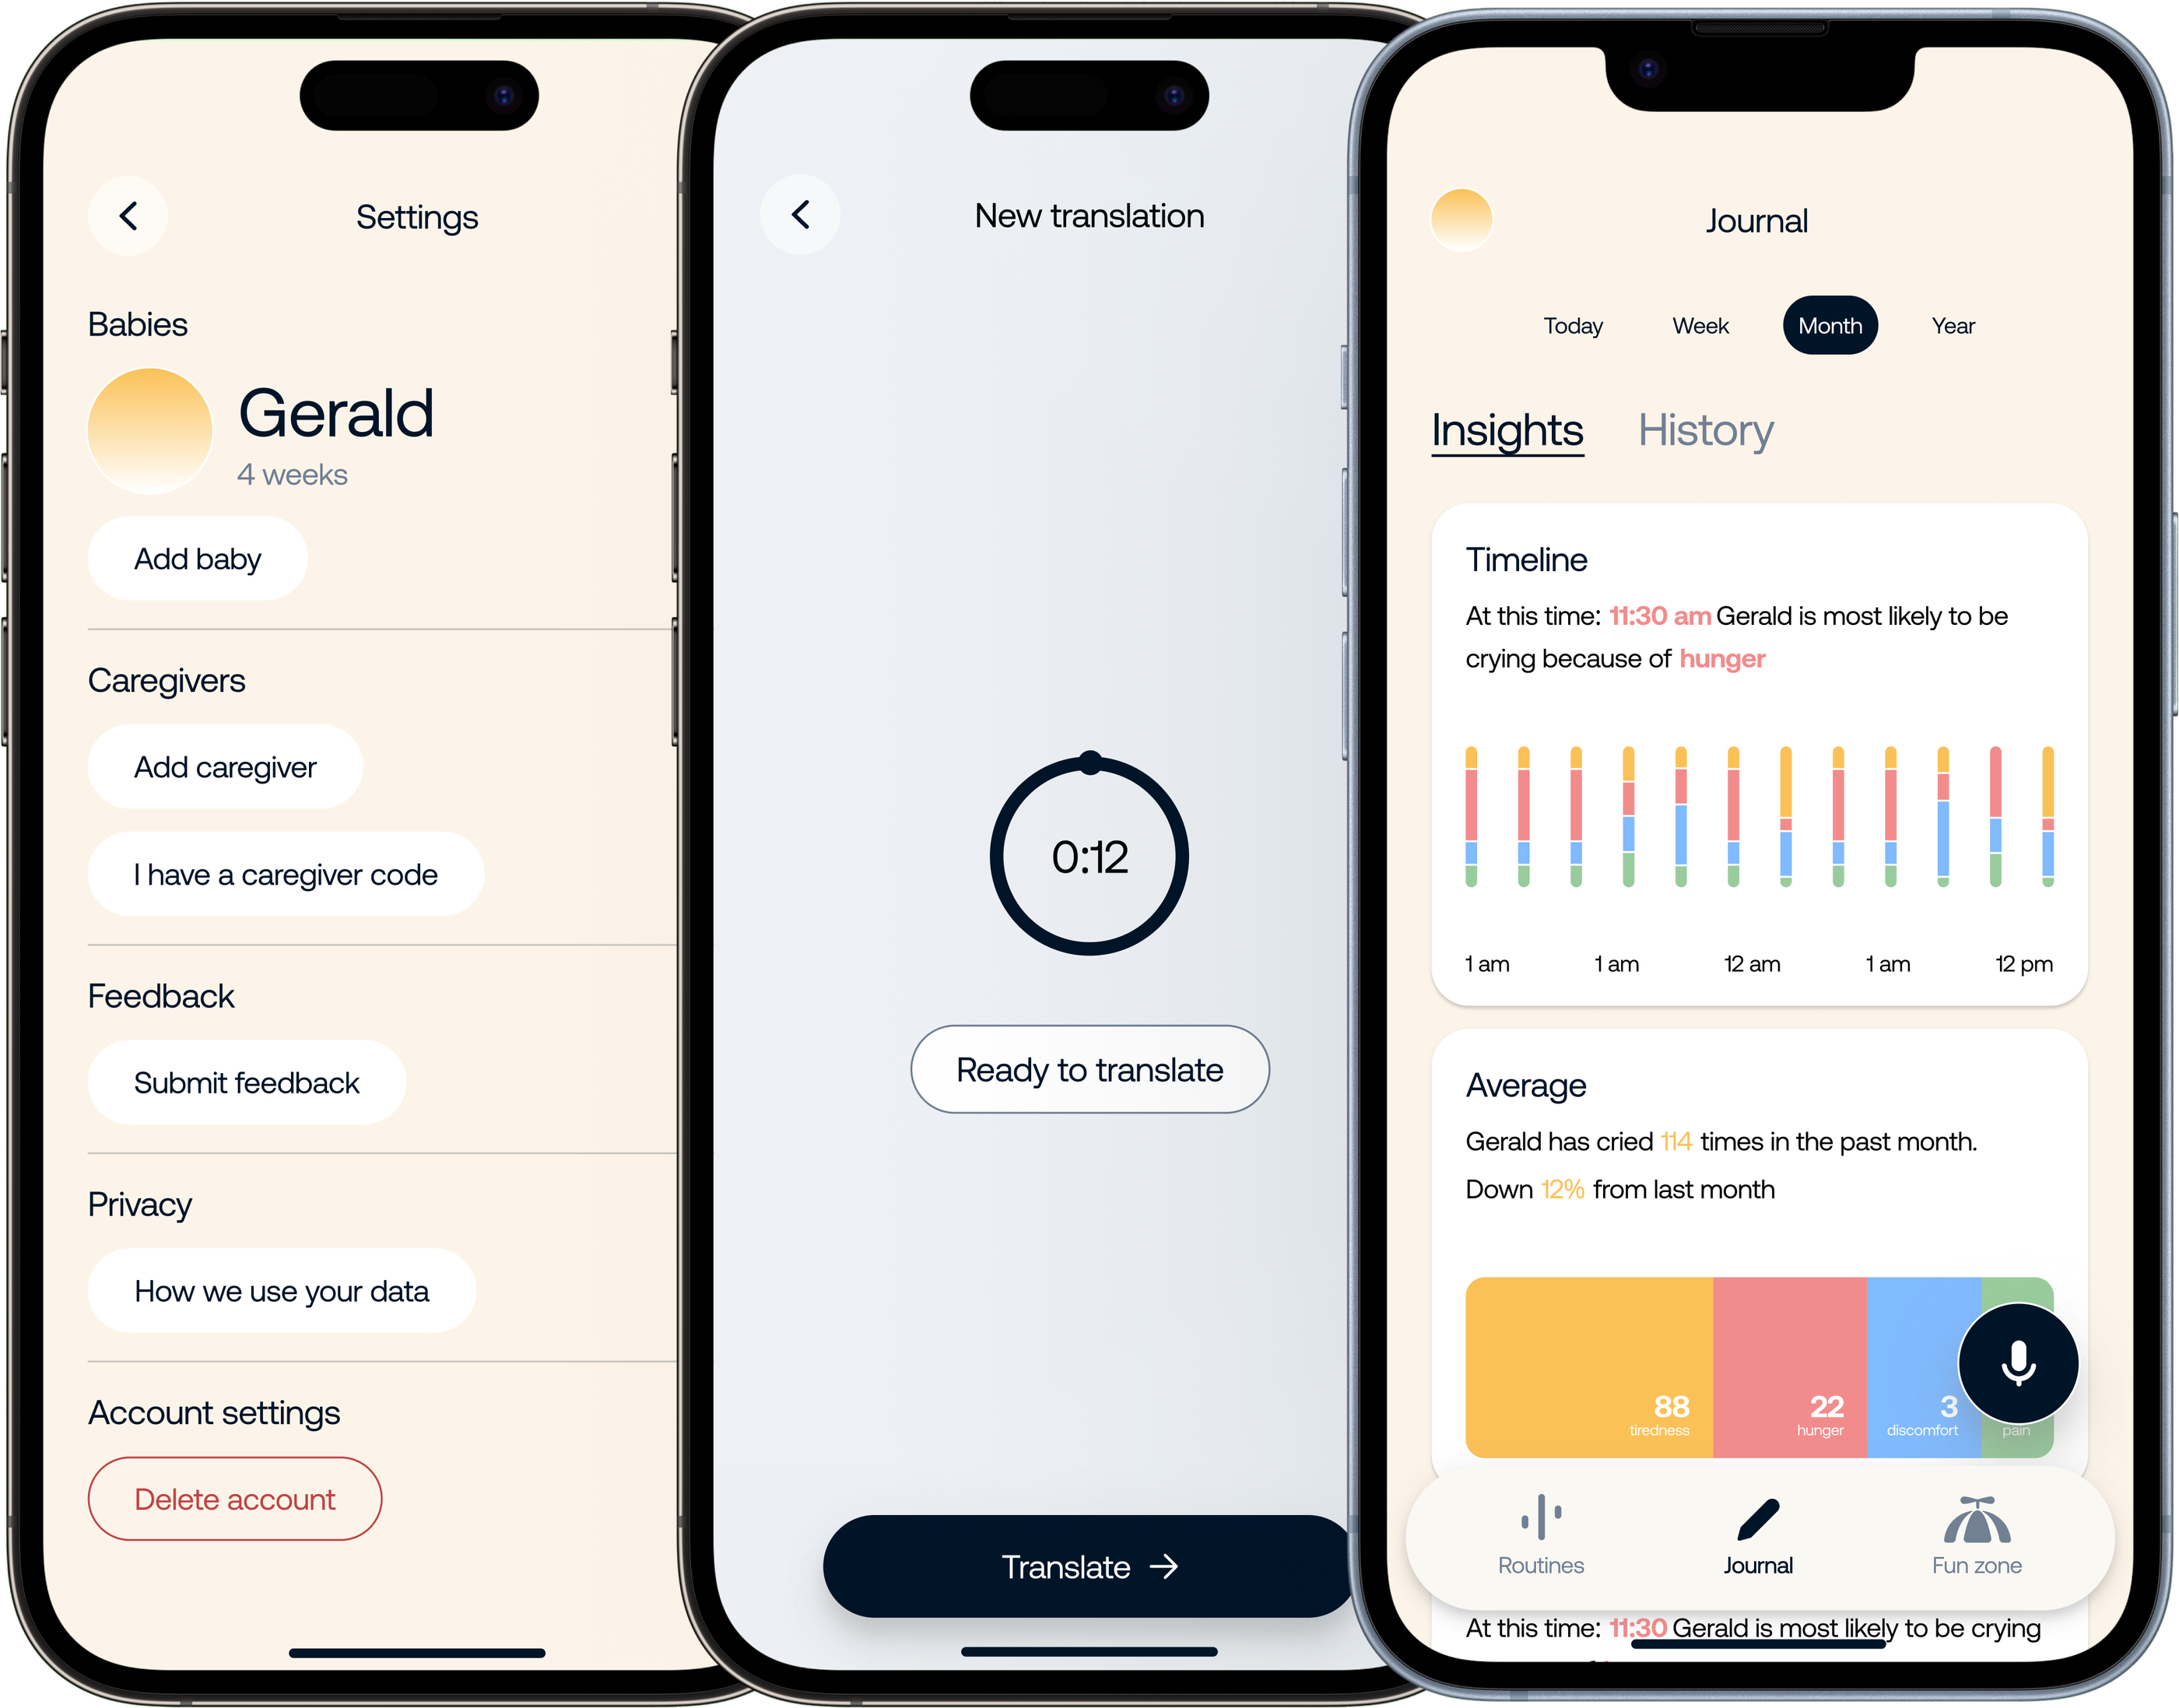 Settings
Babies
Gerald
4 weeks
Add baby
Caregivers
Add caregiver
I have a caregiver code
Feedback
Submit feedback
Privacy
How we use your data
Account settings
Delete account
New translation
0:12
Ready to translate
Translate
Journal
Today Week Month Year
Insights History
Timeline
At this time: 11:30 am Gerald is most likely to be
crying because of hunger
1 am 1 am 12 am 1 am 12 pm
Average
Gerald has cried 114 times in the past month.
Down 12% from last month
88 22 3
tiredness hunger discomfort pain
Routines Journal Fun zone
At this time: 11:30 Gerald is most likely to be crying